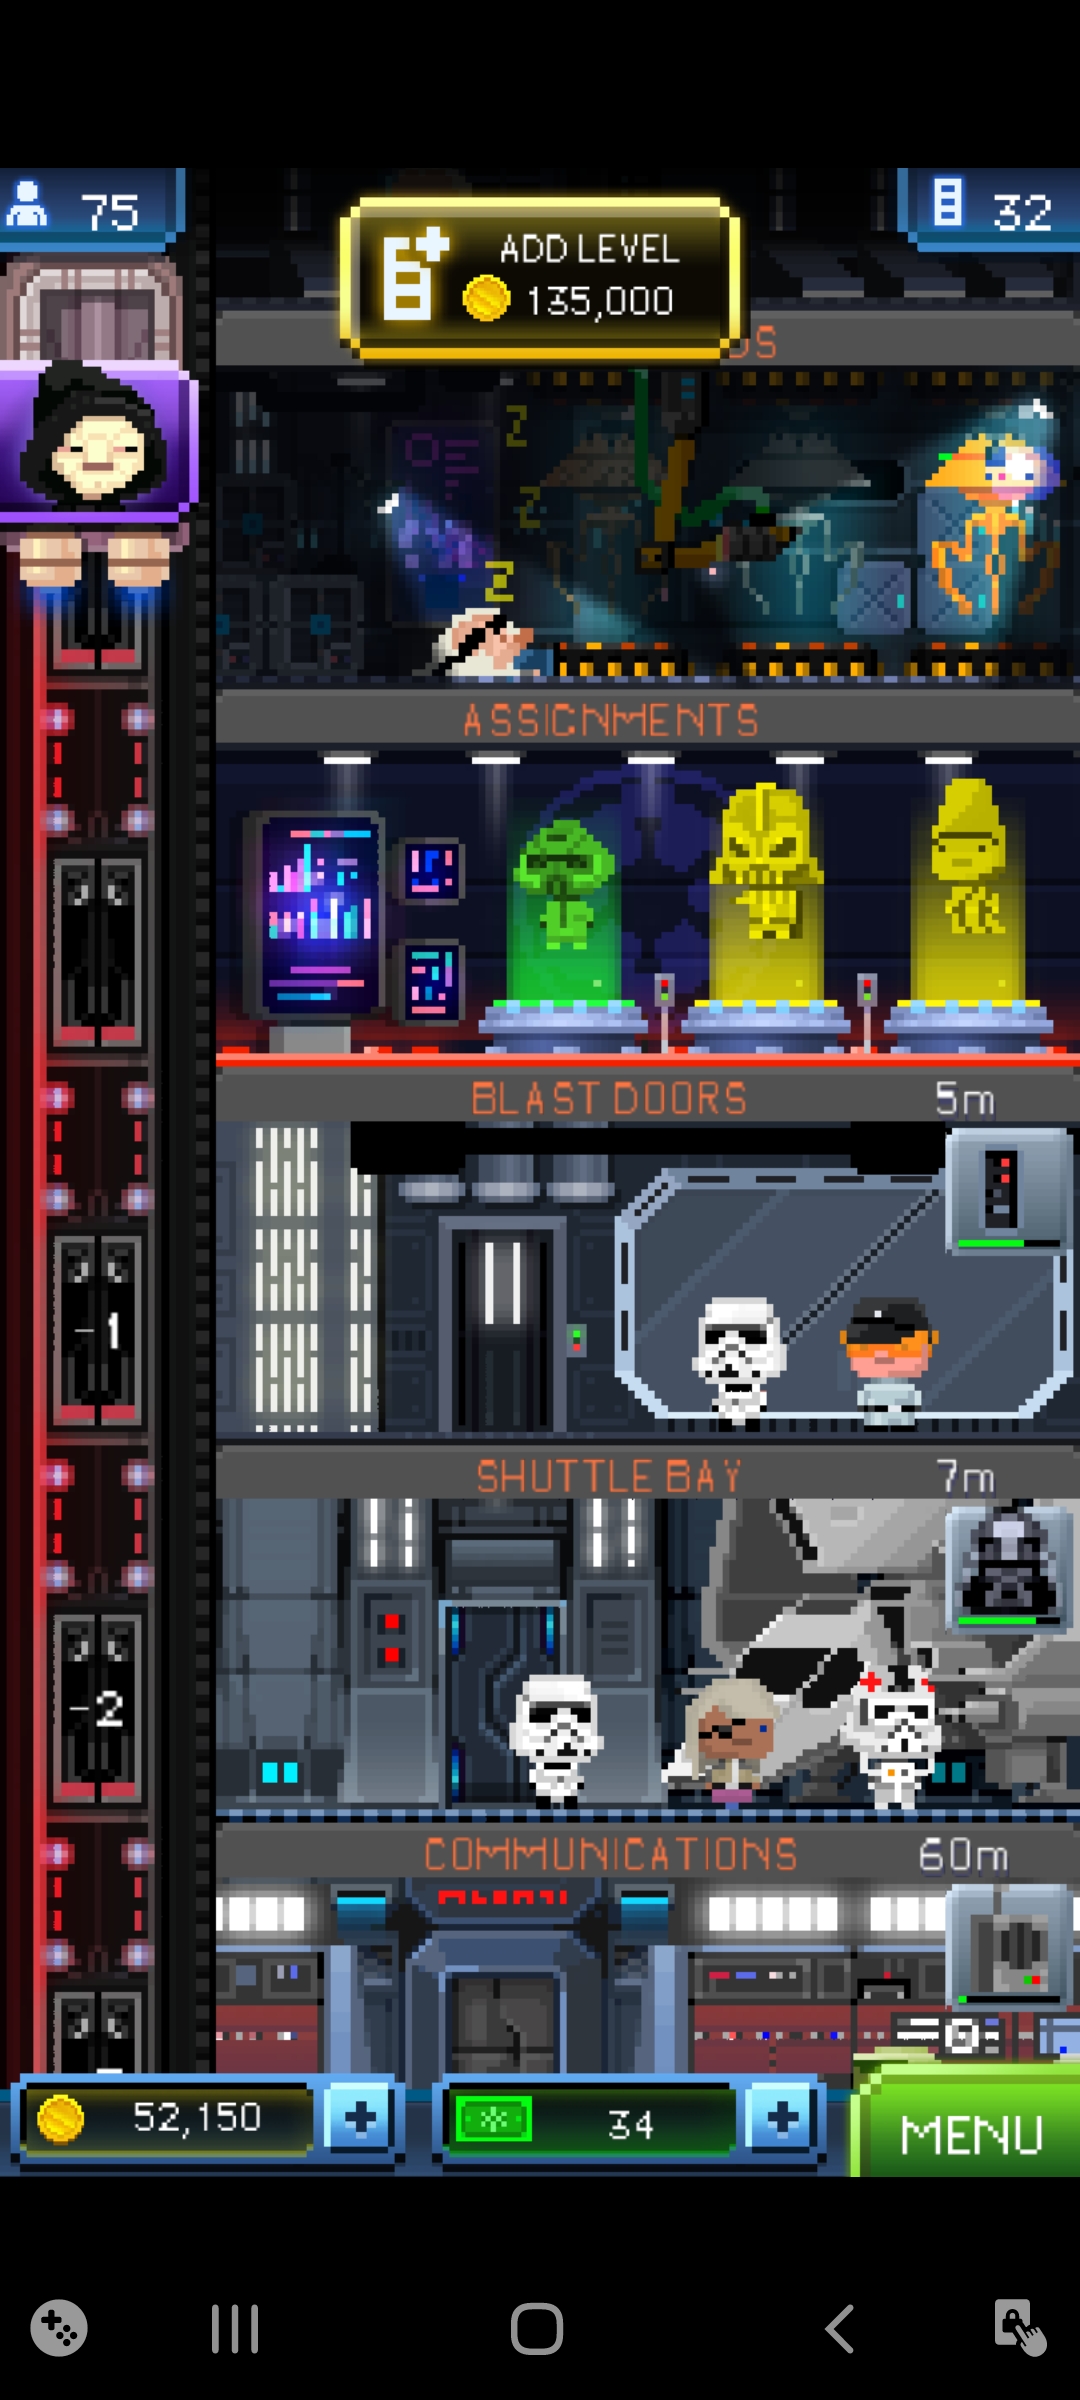 75
32
ADD LEVEL
135,000
DS
Z
Z
Z
ASSIGNMENTS
BLAST DOORS 5m
-1
SHUTTLE BAY 7m
-2
COMMUNICATIONS 60m
52,150 +
34 +
MENU